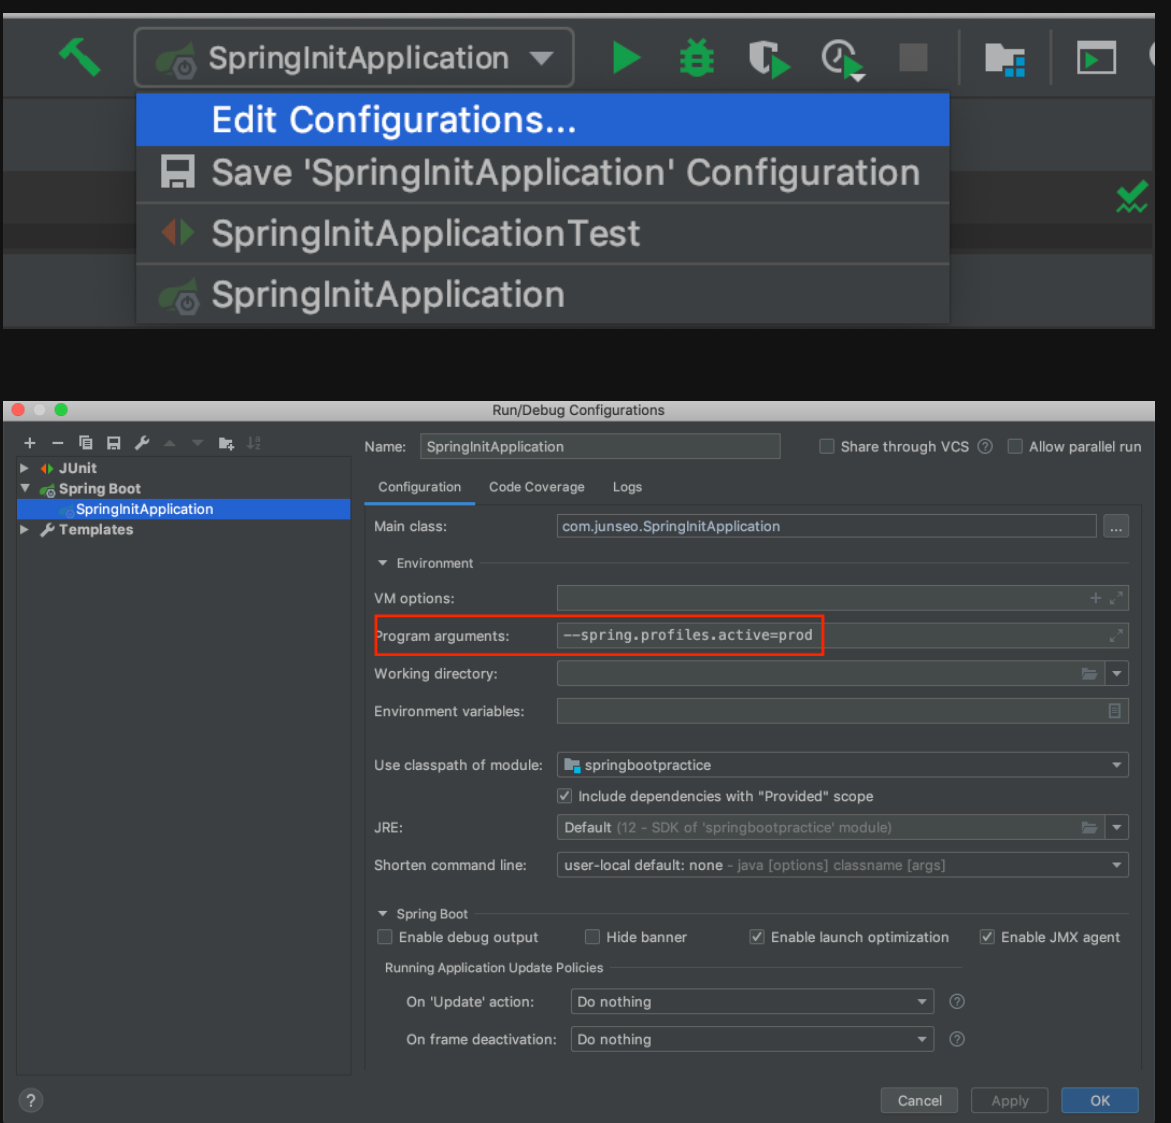 SpringInitApplication
Edit Configurations...
Save 'SpringInitApplication' Configuration
SpringInitApplicationTest
SpringInitApplication
Run/Debug Configurations
JUnit
Spring Boot
SpringInitApplication
Templates
Name: SpringInitApplication Share through VCS ? Allow parallel run
Configuration Code Coverage Logs
Main class: com.junseo.SpringInitApplication ...
Environment
VM options:
Program arguments: --spring.profiles.active=prod
Working directory:
Environment variables:
Use classpath of module: springbootpractice
Include dependencies with "Provided" scope
JRE: Default (12 - SDK of 'springbootpractice' module)
Shorten command line: user-local default: none - java [options] classname [args]
Spring Boot
Enable debug output Hide banner Enable launch optimization Enable JMX agent
Running Application Update Policies
On 'Update' action: Do nothing ?
On frame deactivation: Do nothing ?
? Cancel Apply OK